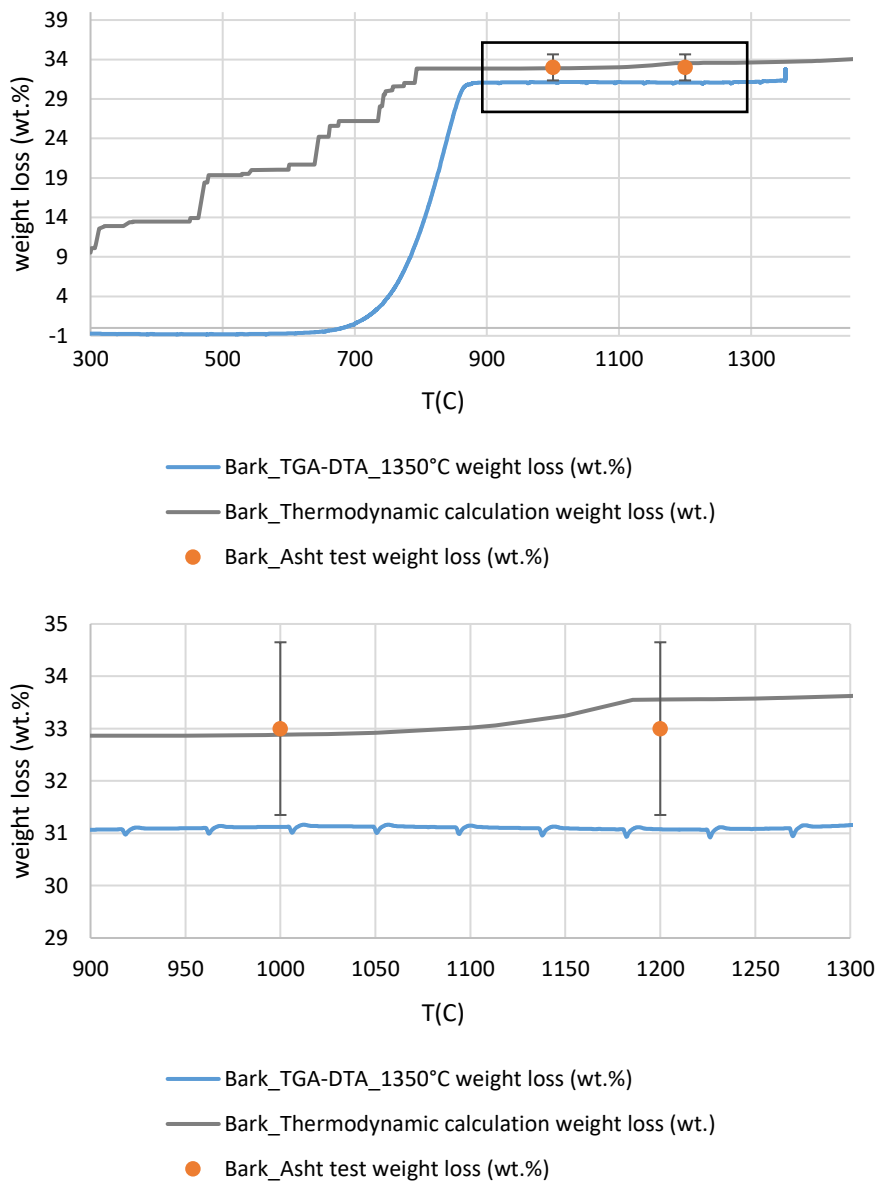 39
34
29
24
19
14
9
4
-1
weight loss (wt.%)
300 500 700 900 1100 1300
T(C)
Bark_TGA-DTA_1350°C weight loss (wt.%)
Bark_Thermodynamic calculation weight loss (wt.)
Bark_Asht test weight loss (wt.%)
35
34
33
32
31
30
29
weight loss (wt.%)
900 950 1000 1050 1100 1150 1200 1250 1300
T(C)
Bark_TGA-DTA_1350°C weight loss (wt.%)
Bark_Thermodynamic calculation weight loss (wt.)
Bark_Asht test weight loss (wt.%)